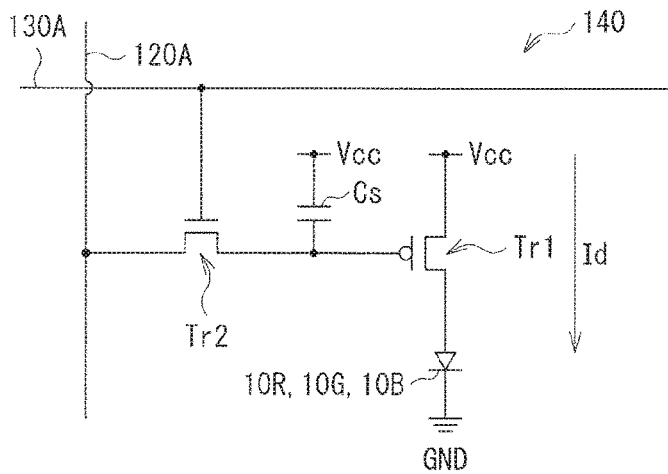 140
130A
120A
Vcc
Vcc
Cs
Tr1
Id
Tr2
10R, 10G, 10B
GND